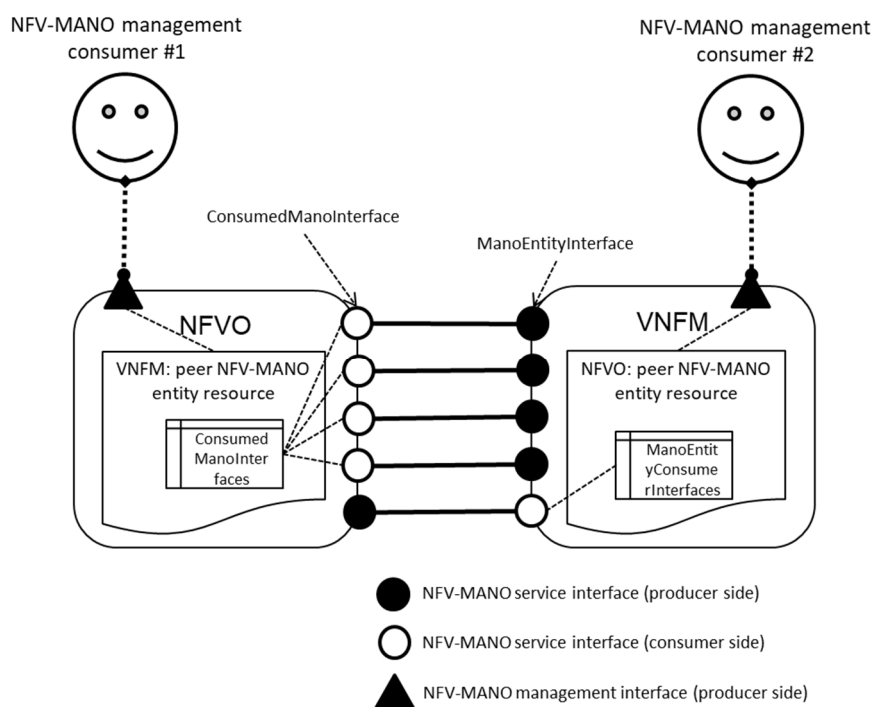 NFV-MANO management
consumer #1
NFV-MANO management
consumer #2
ConsumedManoInterface
ManoEntityInterface
NFVO
VNFM
VNFM: peer NFV-MANO
entity resource
Consumed
ManoInter
faces
NFVO: peer NFV-MANO
entity resource
ManoEntit
yConsume
rInterfaces
NFV-MANO service interface (producer side)
NFV-MANO service interface (consumer side)
NFV-MANO management interface (producer side)